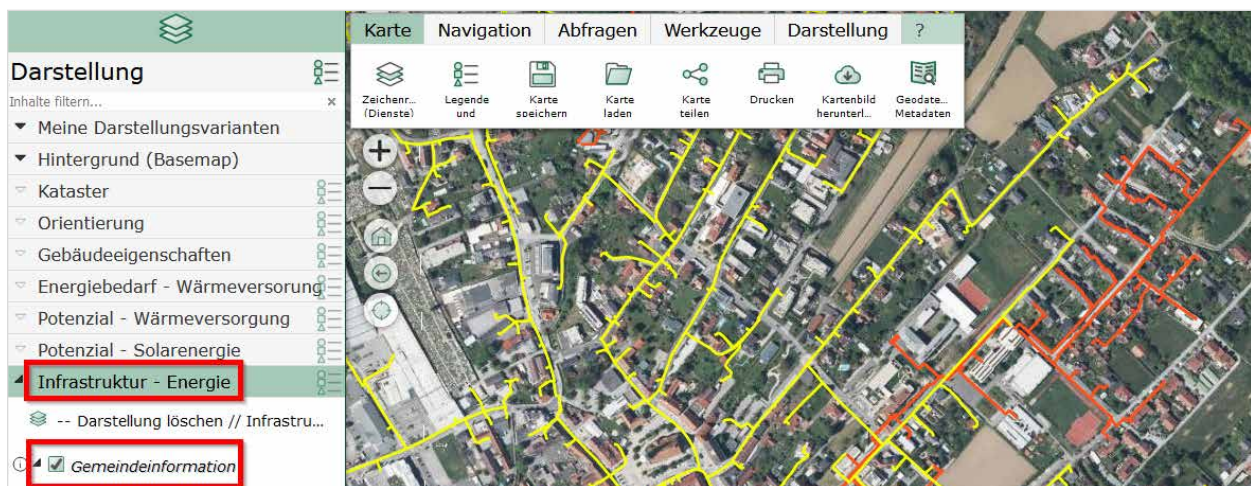 Darstellung
Inhalte filtern...
×
Meine Darstellungsvarianten
Hintergrund (Basemap)
Kataster
Orientierung
Gebäudeeigenschaften
Energiebedarf - Wärmeversorung
Potenzial - Wärmeversorgung
Potenzial - Solarenergie
Infrastruktur - Energie
-- Darstellung löschen // Infrastru...
Gemeindeinformation
Karte Navigation Abfragen Werkzeuge Darstellung ?
Zeichenr... Legende Karte Karte Karte Drucken Kartenbild Geodate...
(Dienste) und speichern laden teilen herunterl... Metadaten